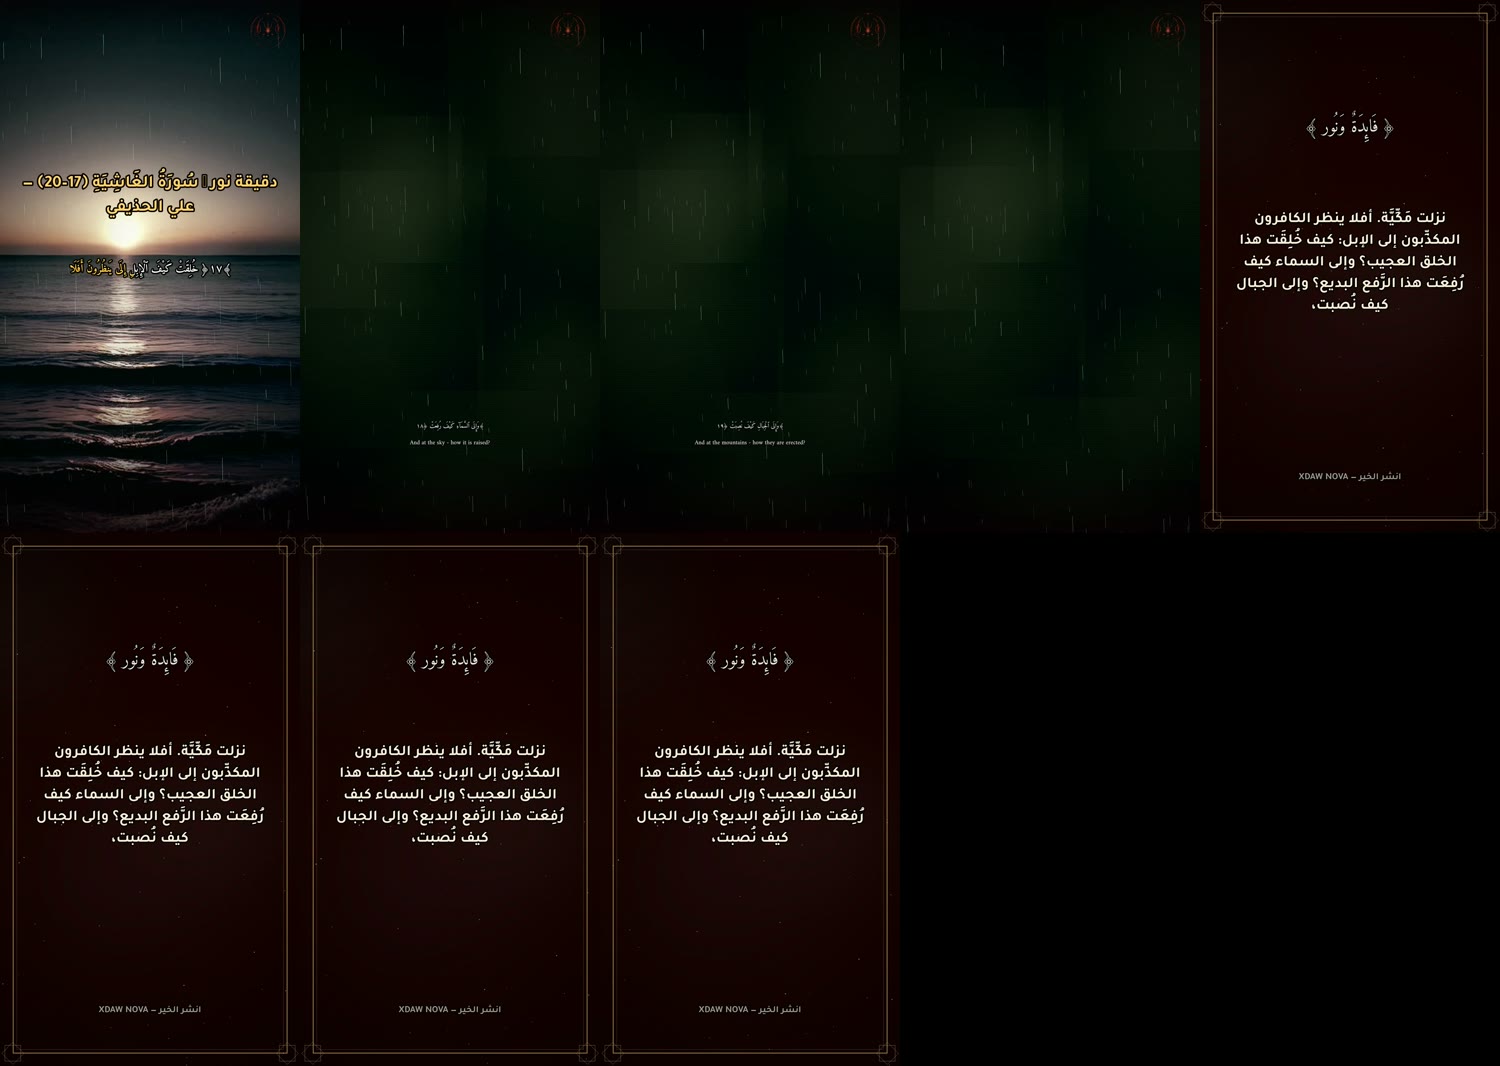 دقيقة نور سُورَةُ الغَاشِيَةِ (17-20) –
علي الحذيفي
﴿١٧﴾ خُلِقَتْ كَيْفَ ٱلْإِبِلِ إِلَى يَنظُرُونَ أَفَلَا
وَإِلَى ٱلسَّمَآءِ كَيْفَ رُفِعَتْ ﴿١٨﴾
And at the sky - how it is raised?
وَإِلَى ٱلْجِبَالِ كَيْفَ نُصِبَتْ ﴿١٩﴾
And at the mountains - how they are erected?
﴿ فَائِدَةٌ وَنُور ﴾
نزلت مَكِّيَّة. أفلا ينظر الكافرون
المكذِّبون إلى الإبل: كيف خُلِقَت هذا
الخلق العجيب؟ وإلى السماء كيف
رُفِعَت هذا الرَّفع البديع؟ وإلى الجبال
كيف نُصبت،
انشر الخير – XDAW NOVA
﴿ فَائِدَةٌ وَنُور ﴾
نزلت مَكِّيَّة. أفلا ينظر الكافرون
المكذِّبون إلى الإبل: كيف خُلِقَت هذا
الخلق العجيب؟ وإلى السماء كيف
رُفِعَت هذا الرَّفع البديع؟ وإلى الجبال
كيف نُصبت،
انشر الخير – XDAW NOVA
﴿ فَائِدَةٌ وَنُور ﴾
نزلت مَكِّيَّة. أفلا ينظر الكافرون
المكذِّبون إلى الإبل: كيف خُلِقَت هذا
الخلق العجيب؟ وإلى السماء كيف
رُفِعَت هذا الرَّفع البديع؟ وإلى الجبال
كيف نُصبت،
انشر الخير – XDAW NOVA
﴿ فَائِدَةٌ وَنُور ﴾
نزلت مَكِّيَّة. أفلا ينظر الكافرون
المكذِّبون إلى الإبل: كيف خُلِقَت هذا
الخلق العجيب؟ وإلى السماء كيف
رُفِعَت هذا الرَّفع البديع؟ وإلى الجبال
كيف نُصبت،
انشر الخير – XDAW NOVA